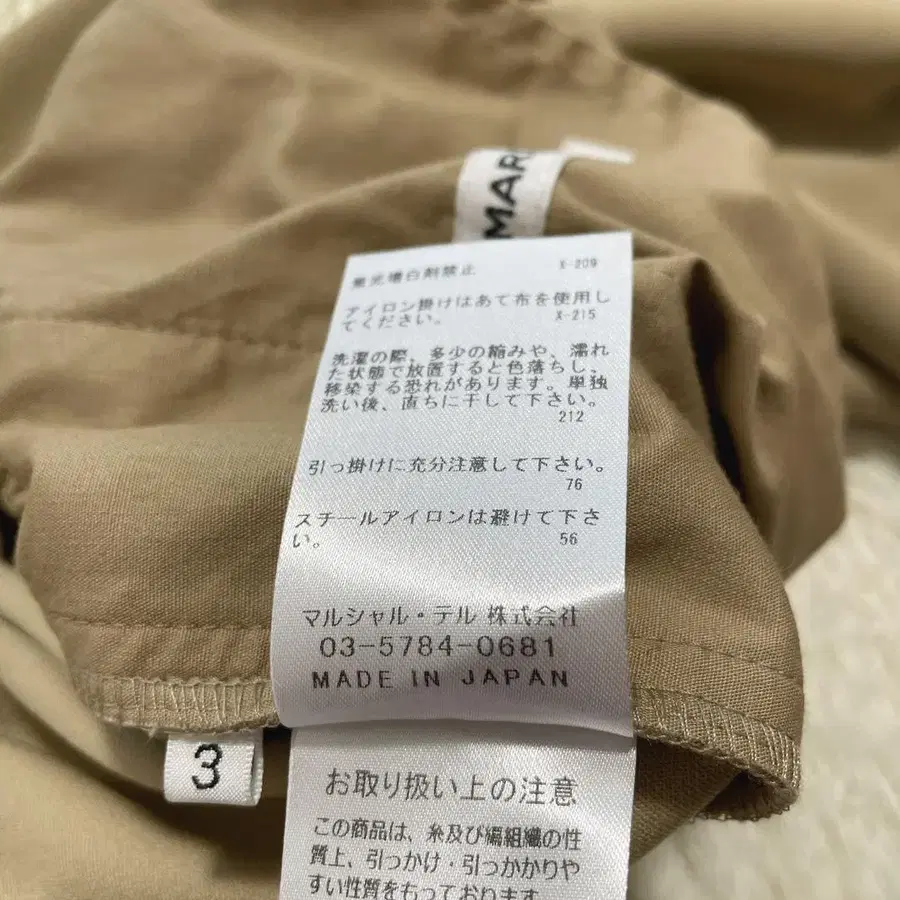 MAR
蛍光増白剤禁止 X-209
アイロン掛けはあて布を使用し
てください。 X-215
洗濯の際、多少の縮みや、濡れ
た状態で放置すると色落ちし、
移染する恐れがあります。単独
洗い後、直ちに干して下さい。
212
引っ掛けに充分注意して下さい。
76
スチールアイロンは避けて下さ
い。 56
マルシャル・テル 株式会社
03-5784-0681
MADE IN JAPAN
3
お取り扱い上の注意
この商品は、糸及び編組織の性
質上、引っかけ・引っかかりや
すい性質をもっております。